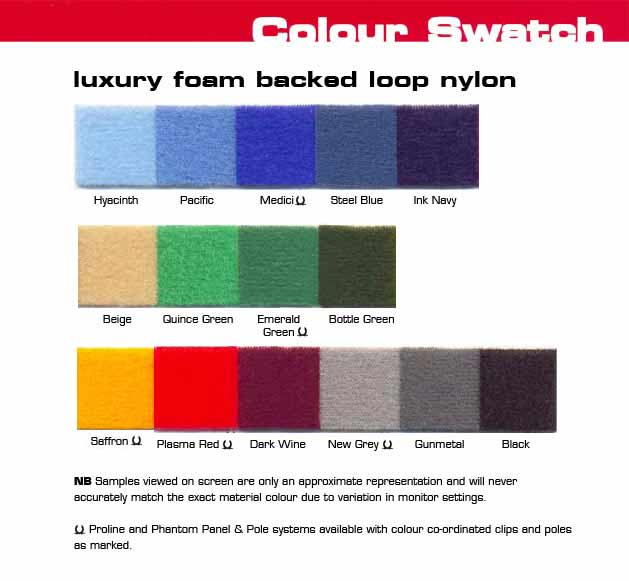 Colour Swatch
luxury foam backed loop nylon
Hyacinth Pacific Medici Steel Blue Ink Navy
Beige Quince Green Emerald Green Bottle Green
Saffron Plasma Red Dark Wine New Grey Gunmetal Black
NB Samples viewed on screen are only an approximate representation and will never
accurately match the exact material colour due to variation in monitor settings.
Proline and Phantom Panel & Pole systems available with colour co-ordinated clips and poles
as marked.